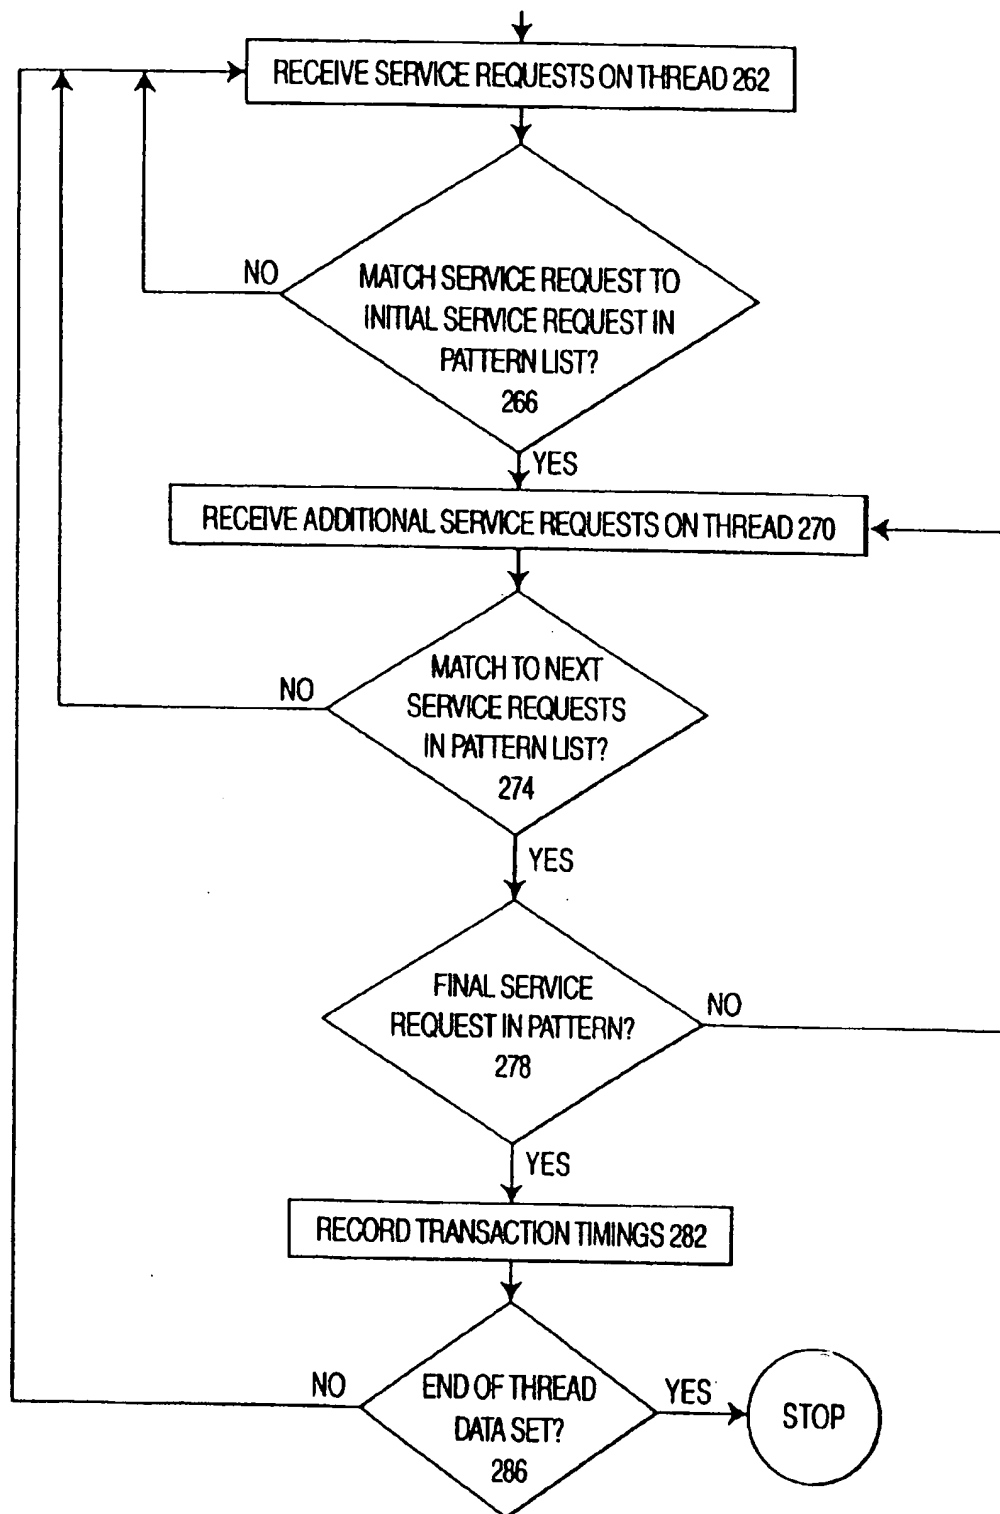 RECEIVE SERVICE REQUESTS ON THREAD 262
NO
MATCH SERVICE REQUEST TO
INITIAL SERVICE REQUEST IN
PATTERN LIST?
266
YES
RECEIVE ADDITIONAL SERVICE REQUESTS ON THREAD 270
NO
MATCH TO NEXT
SERVICE REQUESTS
IN PATTERN LIST?
274
YES
FINAL SERVICE
REQUEST IN PATTERN?
278
NO
YES
RECORD TRANSACTION TIMINGS 282
NO
END OF THREAD
DATA SET?
286
YES
STOP